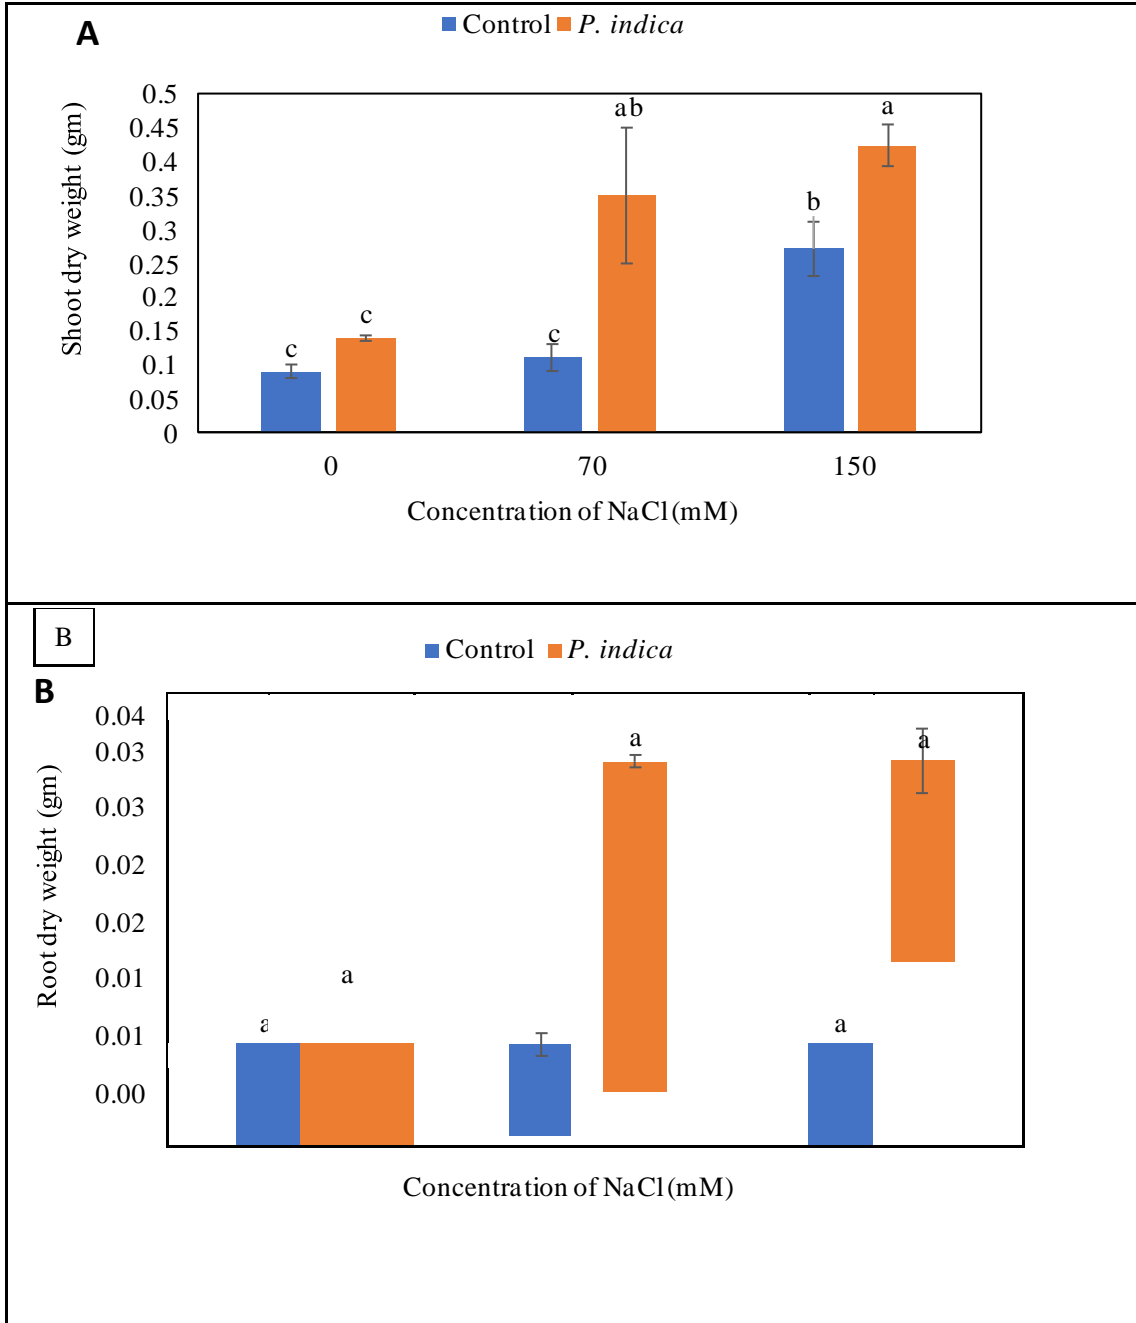 A
Control P. indica
Shoot dry weight (gm)
0.5
0.45
0.4
0.35
0.3
0.25
0.2
0.15
0.1
0.05
0
c
c
c
ab
b
a
0 70 150
Concentration of NaCl (mM)
B
Control P. indica
B
Root dry weight (gm)
0.04
0.03
0.03
0.02
0.02
0.01
0.01
0.00
a
a
a
a
a
Concentration of NaCl (mM)